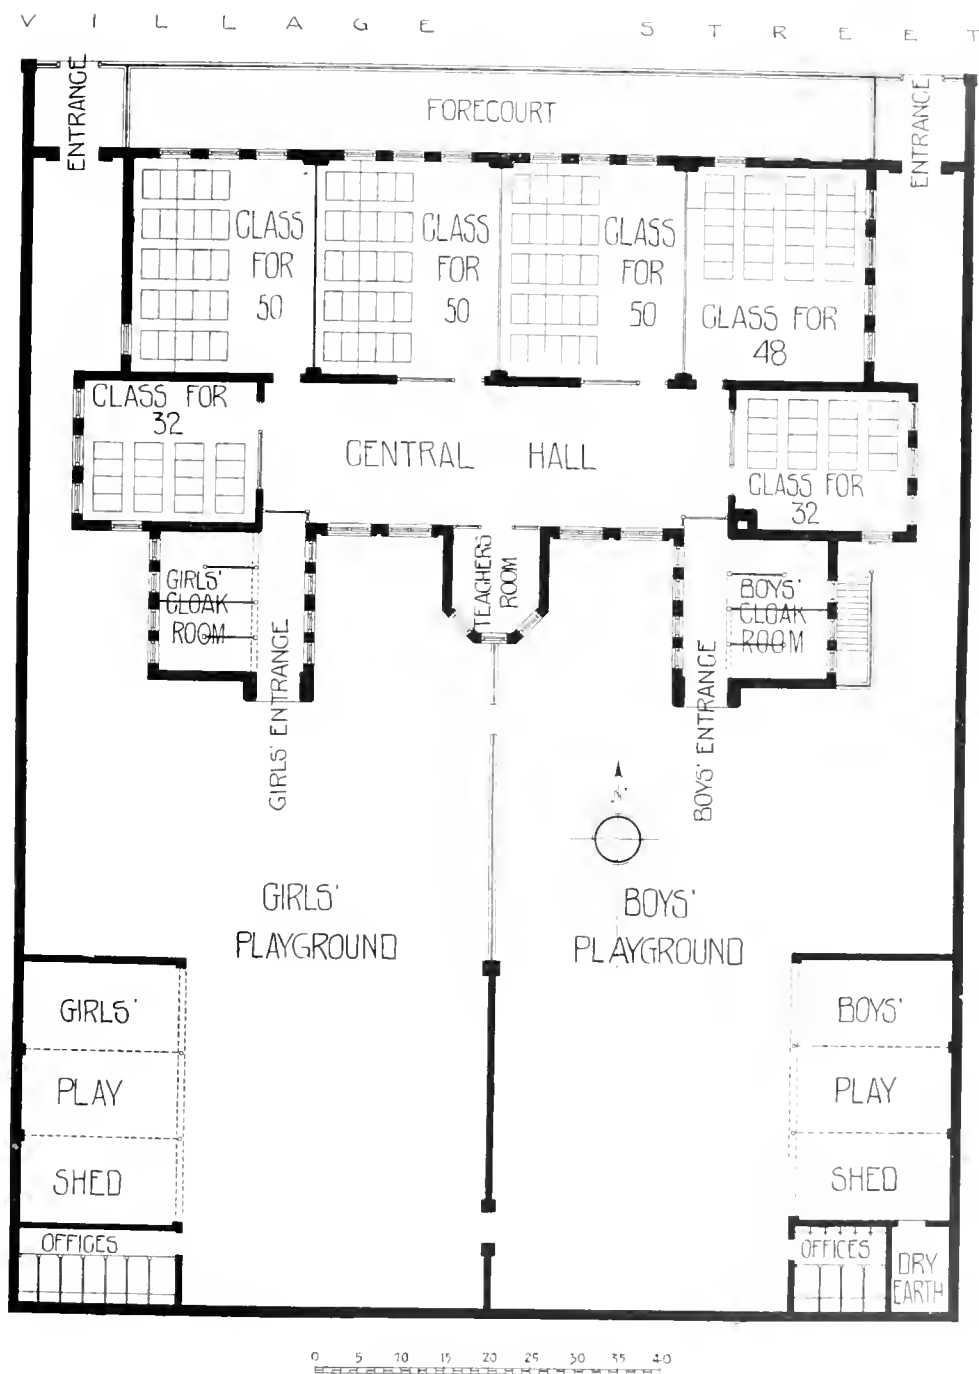 VILLAGE STREET
ENTRANCE
FORECOURT
ENTRANCE
CLASS
FOR
50
CLASS
FOR
50
CLASS
FOR
50
CLASS FOR
48
CLASS FOR
32
CENTRAL HALL
CLASS FOR
32
GIRLS'
CLOAK
ROOM
GIRLS' ENTRANCE
TEACHERS
ROOM
BOYS'
CLOAK
ROOM
BOYS' ENTRANCE
N.
GIRLS'
PLAYGROUND
BOYS'
PLAYGROUND
GIRLS'
PLAY
SHED
BOYS'
PLAY
SHED
OFFICES
OFFICES
DRY
EARTH
0 5 10 15 20 25 30 35 40